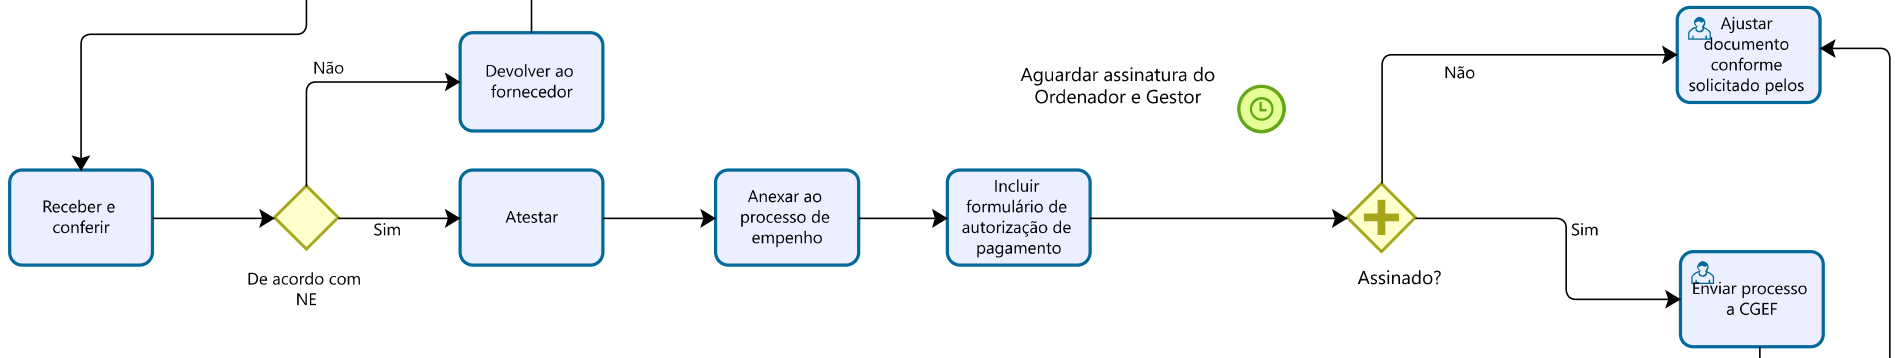 Receber e
conferir
De acordo com
NE
Não
Sim
Devolver ao
fornecedor
Atestar
Anexar ao
processo de
empenho
Incluir
formulário de
autorização de
pagamento
Aguardar assinatura do
Ordenador e Gestor
Assinado?
Não
Sim
Ajustar
documento
conforme
solicitado pelos
Enviar processo
a CGEF